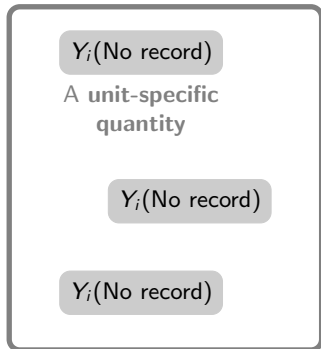 Yᵢ(No record)
A unit-specific
quantity
Yᵢ(No record)
Yᵢ(No record)